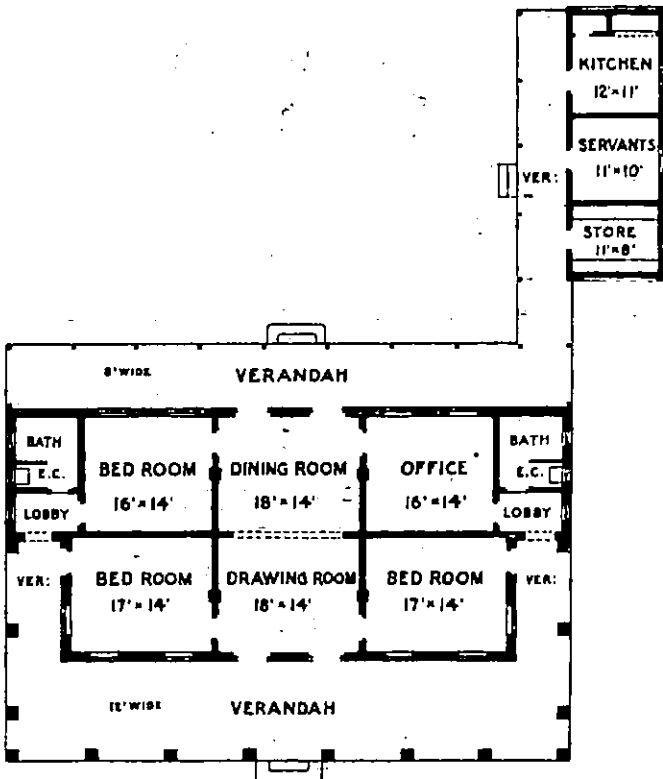 KITCHEN
12'×11'
SERVANTS
11'×10'
VER:
STORE
11'×8'
8' WIDE
VERANDAH
BATH
E.C.
LOBBY
BED ROOM
16'×14'
DINING ROOM
18'×14'
OFFICE
16'×14'
BATH
E.C.
LOBBY
VER:
BED ROOM
17'×14'
DRAWING ROOM
18'×14'
BED ROOM
17'×14'
VER:
12' WIDE
VERANDAH